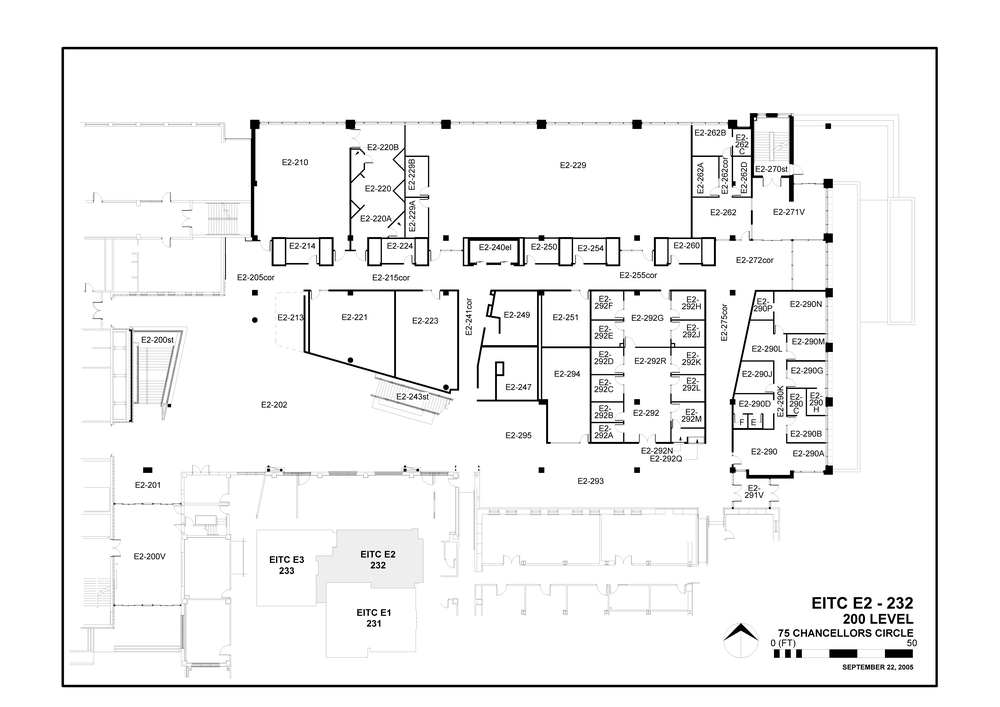 E2-262B
E2-262C
E2-220B
E2-210
E2-229B
E2-229
E2-262A
E2-262cor
E2-262D
E2-270st
E2-220
E2-229A
E2-220A
E2-262
E2-271V
E2-214
E2-224
E2-240el
E2-250
E2-254
E2-260
E2-272cor
E2-205cor
E2-215cor
E2-255cor
E2-213
E2-221
E2-223
E2-241cor
E2-249
E2-251
E2-292F
E2-292G
E2-292H
E2-275cor
E2-290P
E2-290N
E2-292E
E2-292J
E2-200st
E2-290L
E2-290M
E2-292D
E2-292R
E2-292K
E2-294
E2-290J
E2-290G
E2-247
E2-292C
E2-292L
E2-243st
E2-290K
E2-290C
E2-290H
E2-202
E2-290D
E2-292B
E2-292
E2-292M
F E
E2-295
E2-292A
E2-290B
E2-292N
E2-292Q
E2-290
E2-290A
E2-201
E2-293
E2-291V
E2-200V
EITC E3
233
EITC E2
232
EITC E1
231
EITC E2 - 232
200 LEVEL
75 CHANCELLORS CIRCLE
0 (FT) 50
SEPTEMBER 22, 2005